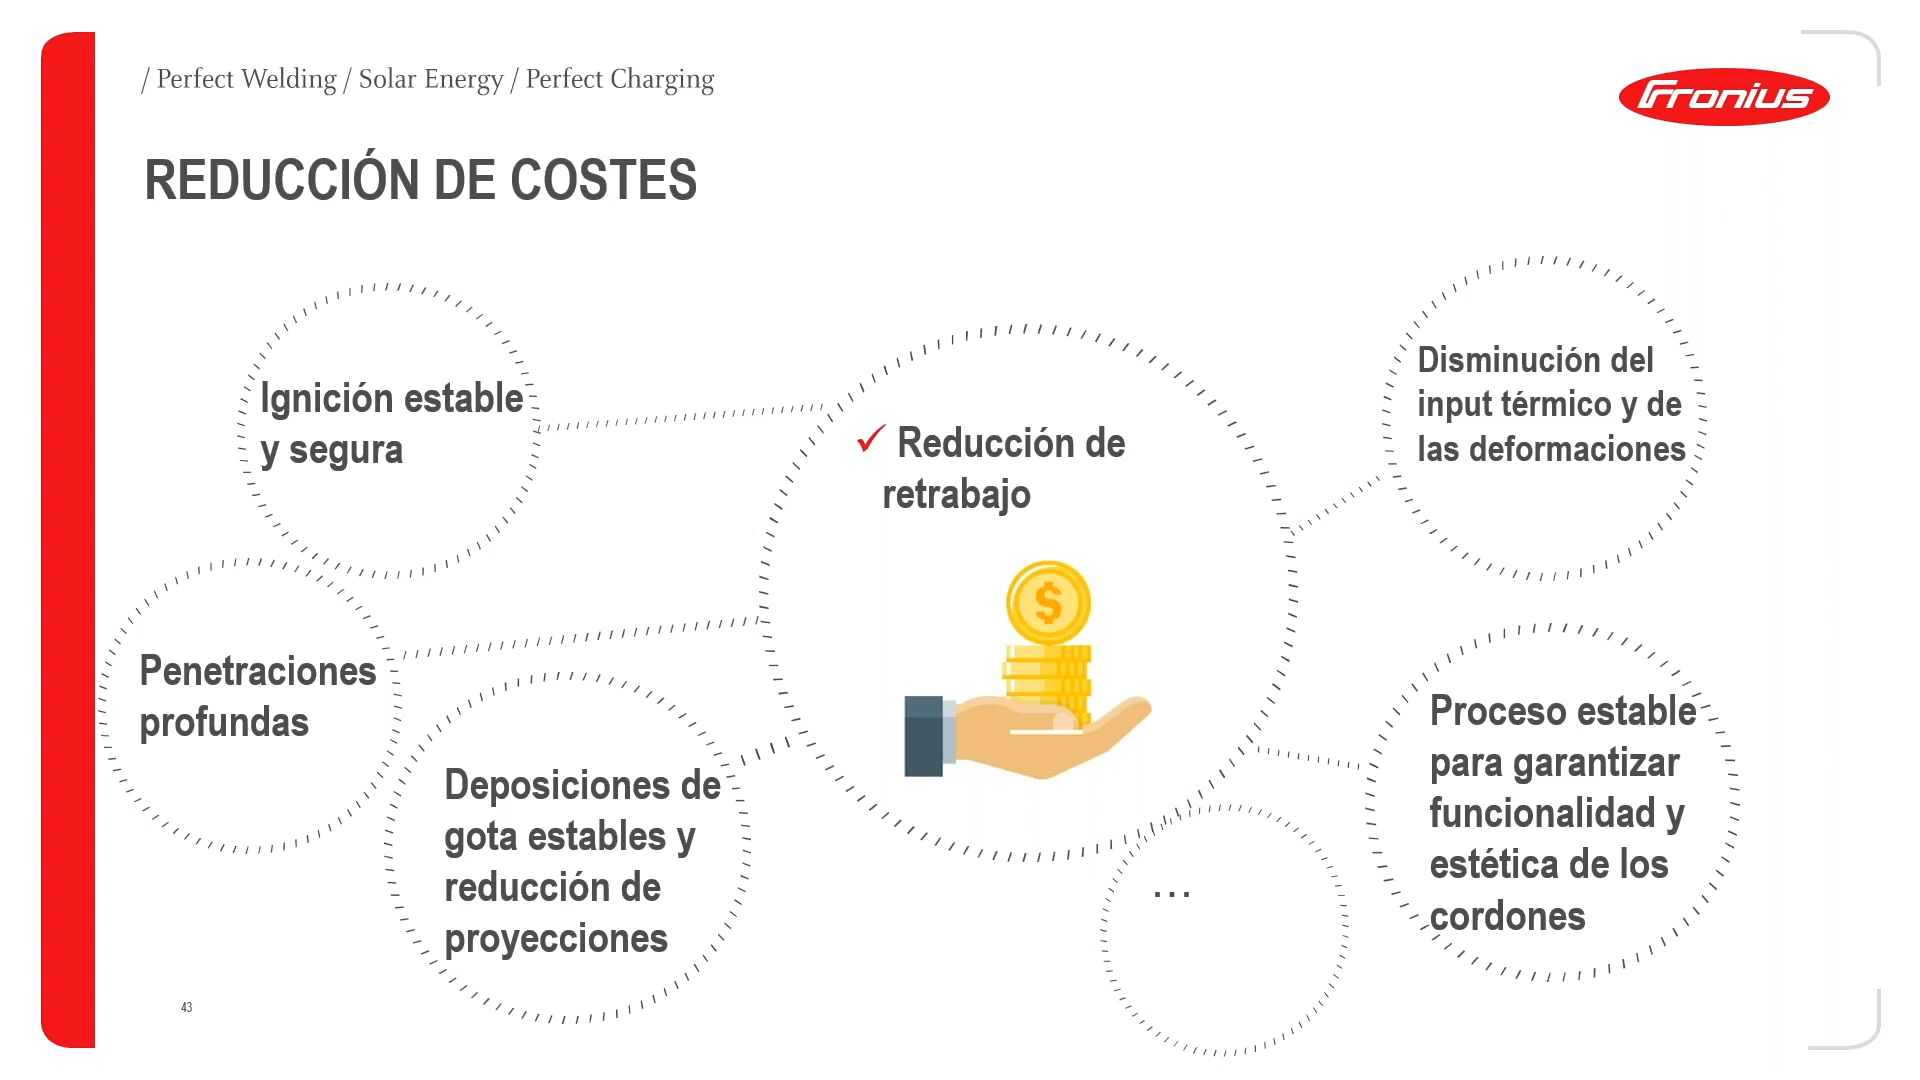 / Perfect Welding / Solar Energy / Perfect Charging
Fronius
REDUCCIÓN DE COSTES
Ignición estable
y segura
Penetraciones
profundas
Deposiciones de
gota estables y
reducción de
proyecciones
✓ Reducción de
retrabajo
$
Disminución del
input térmico y de
las deformaciones
Proceso estable
para garantizar
funcionalidad y
estética de los
cordones
...
43